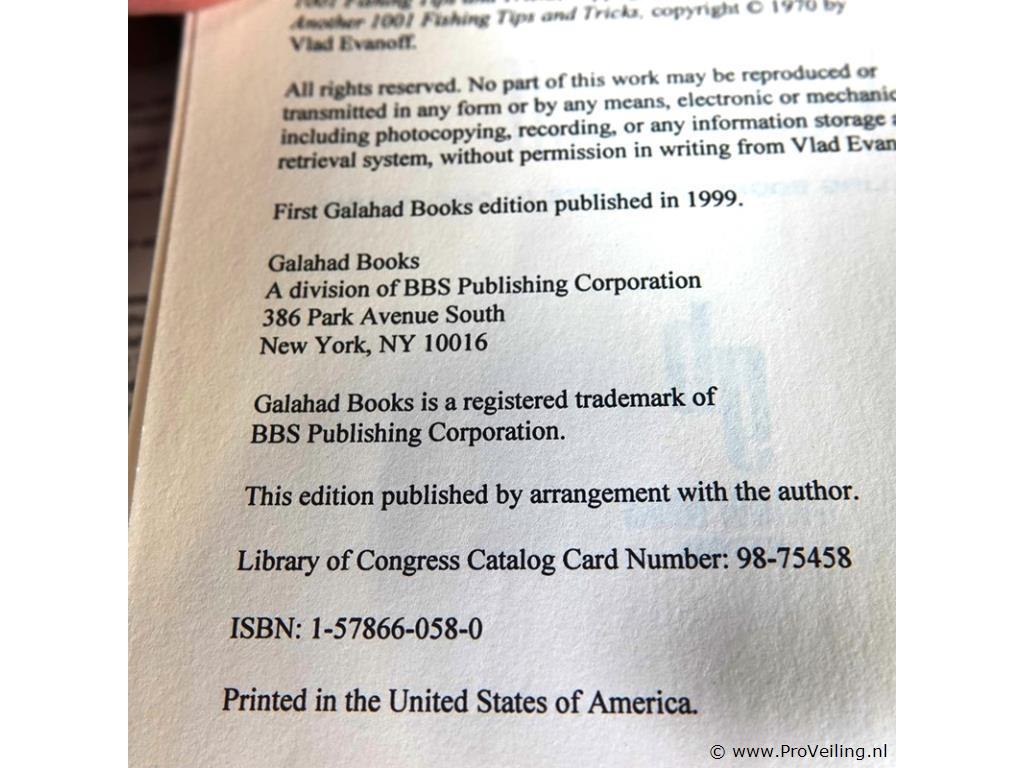 1001 Fishing Tips and Tricks,
Another 1001 Fishing Tips and Tricks, copyright © 1970 by
Vlad Evanoff.
All rights reserved. No part of this work may be reproduced or
transmitted in any form or by any means, electronic or mechanic
including photocopying, recording, or any information storage a
retrieval system, without permission in writing from Vlad Evan
First Galahad Books edition published in 1999.
Galahad Books
A division of BBS Publishing Corporation
386 Park Avenue South
New York, NY 10016
Galahad Books is a registered trademark of
BBS Publishing Corporation.
This edition published by arrangement with the author.
Library of Congress Catalog Card Number: 98-75458
ISBN: 1-57866-058-0
Printed in the United States of America.
© www.ProVeiling.nl